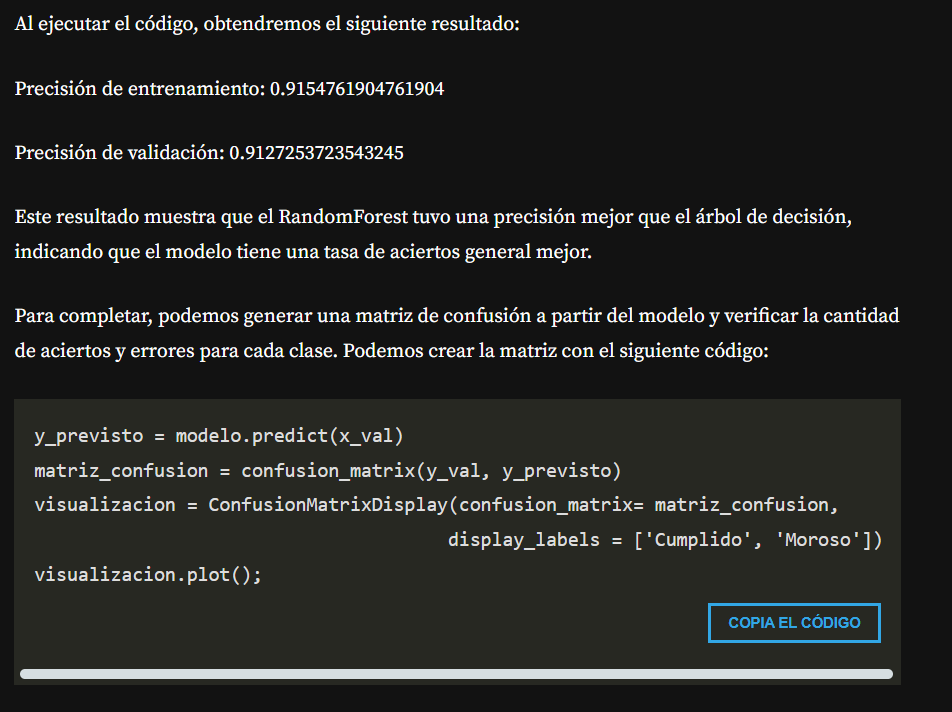 Al ejecutar el código, obtendremos el siguiente resultado:
Precisión de entrenamiento: 0.9154761904761904
Precisión de validación: 0.9127253723543245
Este resultado muestra que el RandomForest tuvo una precisión mejor que el árbol de decisión,
indicando que el modelo tiene una tasa de aciertos general mejor.
Para completar, podemos generar una matriz de confusión a partir del modelo y verificar la cantidad
de aciertos y errores para cada clase. Podemos crear la matriz con el siguiente código:
y_previsto = modelo.predict(x_val)
matriz_confusion = confusion_matrix(y_val, y_previsto)
visualizacion = ConfusionMatrixDisplay(confusion_matrix= matriz_confusion,
display_labels = ['Cumplido', 'Moroso'])
visualizacion.plot();
COPIA EL CÓDIGO